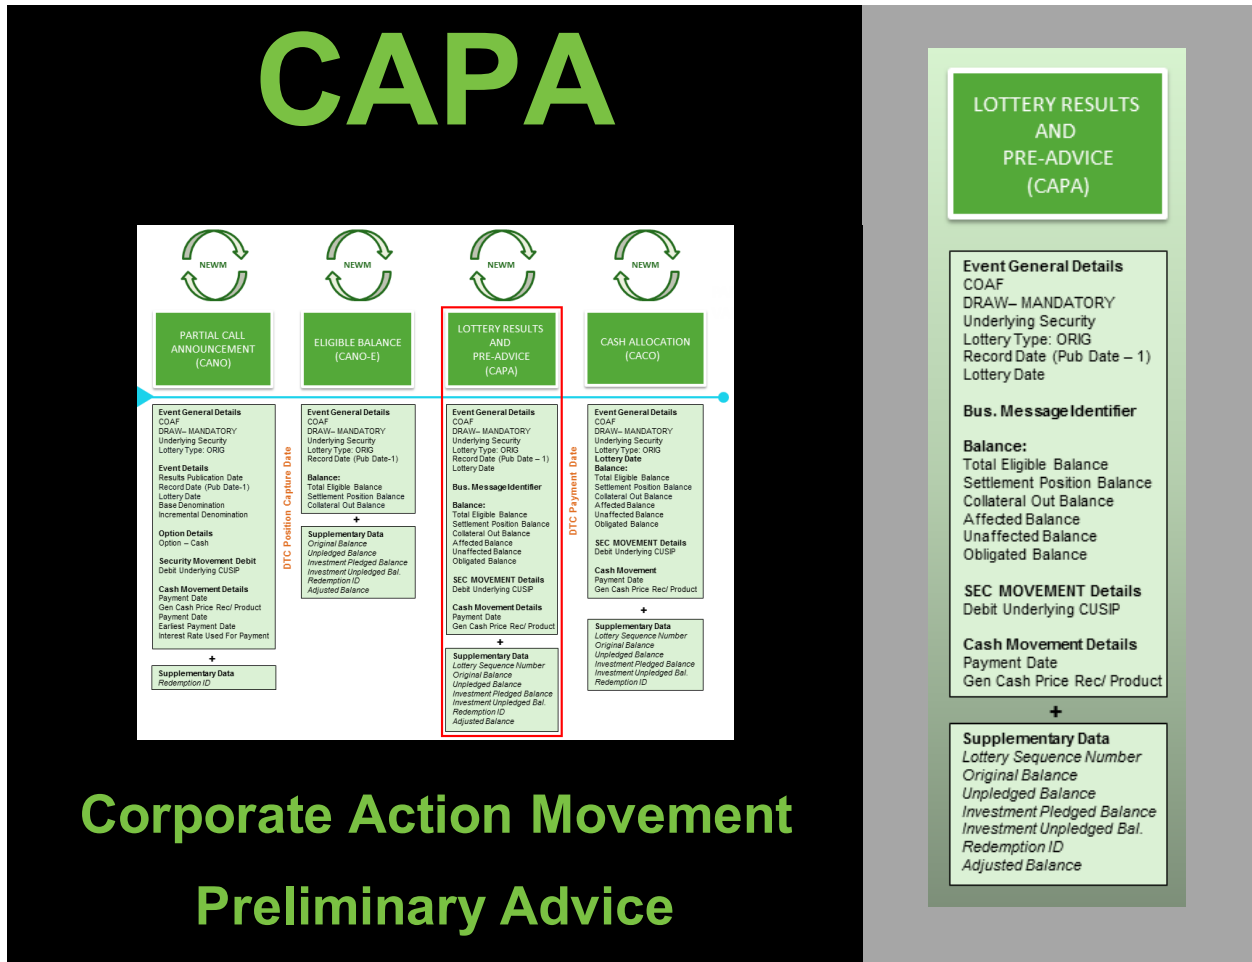 CAPA
NEWM
NEWM
NEWM
NEWM
PARTIAL CALL
ANNOUNCEMENT
(CANO)
ELIGIBLE BALANCE
(CANO-E)
LOTTERY RESULTS
AND
PRE-ADVICE
(CAPA)
CASH ALLOCATION
(CACO)
Event General Details
COAF
DRAW– MANDATORY
Underlying Security
Lottery Type: ORIG
Event Details
Results Publication Date
Record Date (Pub Date-1)
Lottery Date
Base Denomination
Incremental Denomination
Option Details
Option – Cash
Security Movement Debit
Debit Underlying CUSIP
Cash Movement Details
Payment Date
Gen Cash Price Rec/ Product
Payment Date
Earliest Payment Date
Interest Rate Used For Payment
+
Supplementary Data
Redemption ID
DTC Position Capture Date
Event General Details
COAF
DRAW– MANDATORY
Underlying Security
Lottery Type: ORIG
Record Date (Pub Date-1)
Balance:
Total Eligible Balance
Settlement Position Balance
Collateral Out Balance
+
Supplementary Data
Original Balance
Unpledged Balance
Investment Pledged Balance
Investment Unpledged Bal.
Redemption ID
Adjusted Balance
Event General Details
COAF
DRAW– MANDATORY
Underlying Security
Lottery Type: ORIG
Record Date (Pub Date – 1)
Lottery Date
Bus. Message Identifier
Balance:
Total Eligible Balance
Settlement Position Balance
Collateral Out Balance
Affected Balance
Unaffected Balance
Obligated Balance
SEC MOVEMENT Details
Debit Underlying CUSIP
Cash Movement Details
Payment Date
Gen Cash Price Rec/ Product
+
Supplementary Data
Lottery Sequence Number
Original Balance
Unpledged Balance
Investment Pledged Balance
Investment Unpledged Bal.
Redemption ID
Adjusted Balance
DTC Payment Date
Event General Details
COAF
DRAW– MANDATORY
Underlying Security
Lottery Type: ORIG
Lottery Date
Balance:
Total Eligible Balance
Settlement Position Balance
Collateral Out Balance
Affected Balance
Unaffected Balance
Obligated Balance
SEC MOVEMENT Details
Debit Underlying CUSIP
Cash Movement
Payment Date
Gen Cash Price Rec/ Product
+
Supplementary Data
Lottery Sequence Number
Original Balance
Unpledged Balance
Investment Pledged Balance
Investment Unpledged Bal.
Redemption ID
Corporate Action Movement
Preliminary Advice
LOTTERY RESULTS
AND
PRE-ADVICE
(CAPA)
Event General Details
COAF
DRAW– MANDATORY
Underlying Security
Lottery Type: ORIG
Record Date (Pub Date – 1)
Lottery Date
Bus. Message Identifier
Balance:
Total Eligible Balance
Settlement Position Balance
Collateral Out Balance
Affected Balance
Unaffected Balance
Obligated Balance
SEC MOVEMENT Details
Debit Underlying CUSIP
Cash Movement Details
Payment Date
Gen Cash Price Rec/ Product
+
Supplementary Data
Lottery Sequence Number
Original Balance
Unpledged Balance
Investment Pledged Balance
Investment Unpledged Bal.
Redemption ID
Adjusted Balance